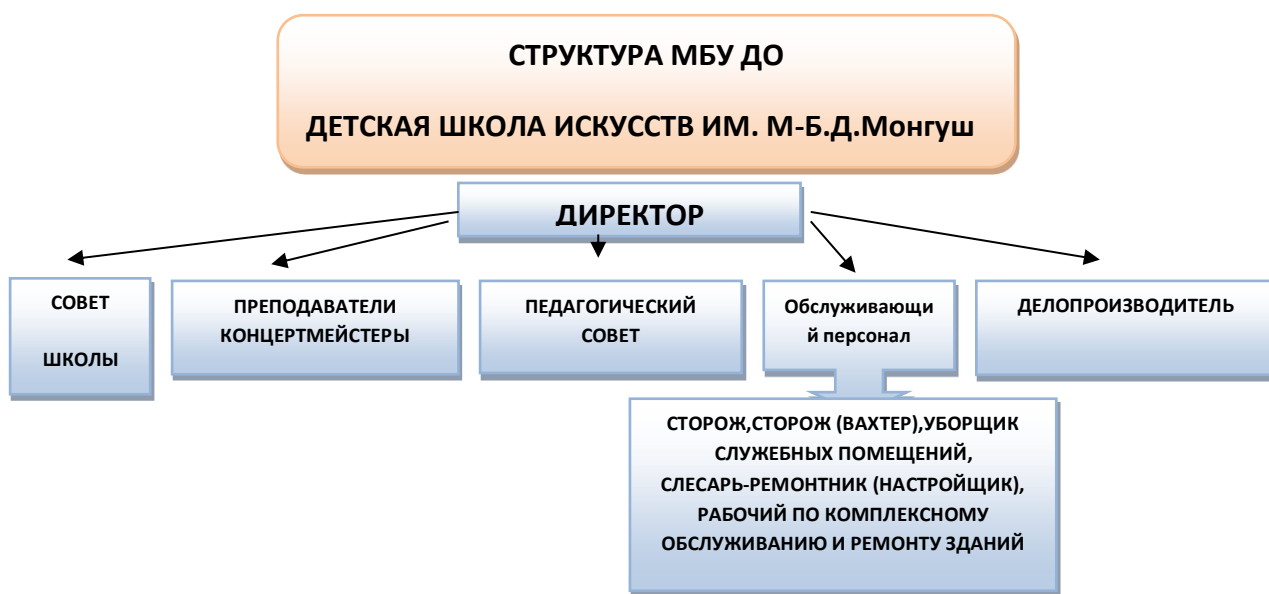 СТРУКТУРА МБУ ДО
ДЕТСКАЯ ШКОЛА ИСКУССТВ ИМ. М-Б.Д.Монгуш
ДИРЕКТОР
СОВЕТ
ШКОЛЫ
ПРЕПОДАВАТЕЛИ
КОНЦЕРТМЕЙСТЕРЫ
ПЕДАГОГИЧЕСКИЙ
СОВЕТ
Обслуживающи
й персонал
ДЕЛОПРОИЗВОДИТЕЛЬ
СТОРОЖ,СТОРОЖ (ВАХТЕР),УБОРЩИК
СЛУЖЕБНЫХ ПОМЕЩЕНИЙ,
СЛЕСАРЬ-РЕМОНТНИК (НАСТРОЙЩИК),
РАБОЧИЙ ПО КОМПЛЕКСНОМУ
ОБСЛУЖИВАНИЮ И РЕМОНТУ ЗДАНИЙ